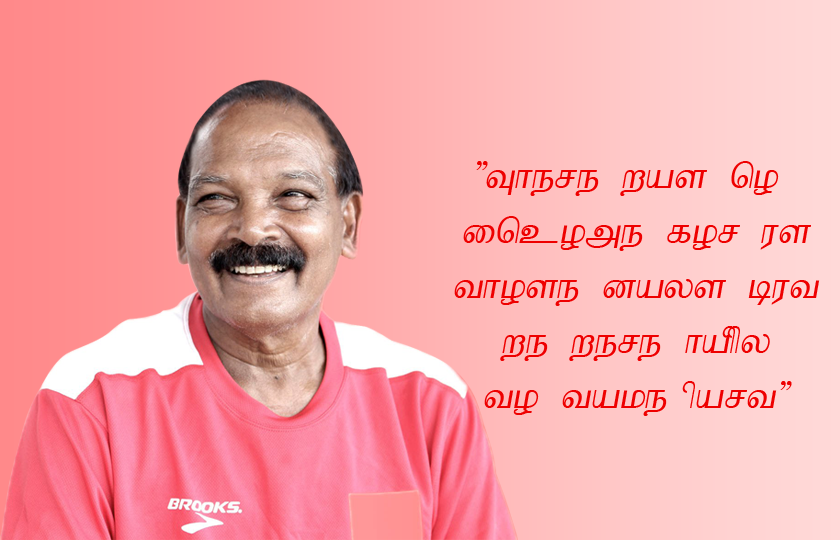 ”வுாநசந றயள ழெ
இைெஉழஅந கழச ரள
வாழளந னயலள டிரவ
றந றநசந ாயிீல
வழ வயமந ியசவ”
BROOKS.